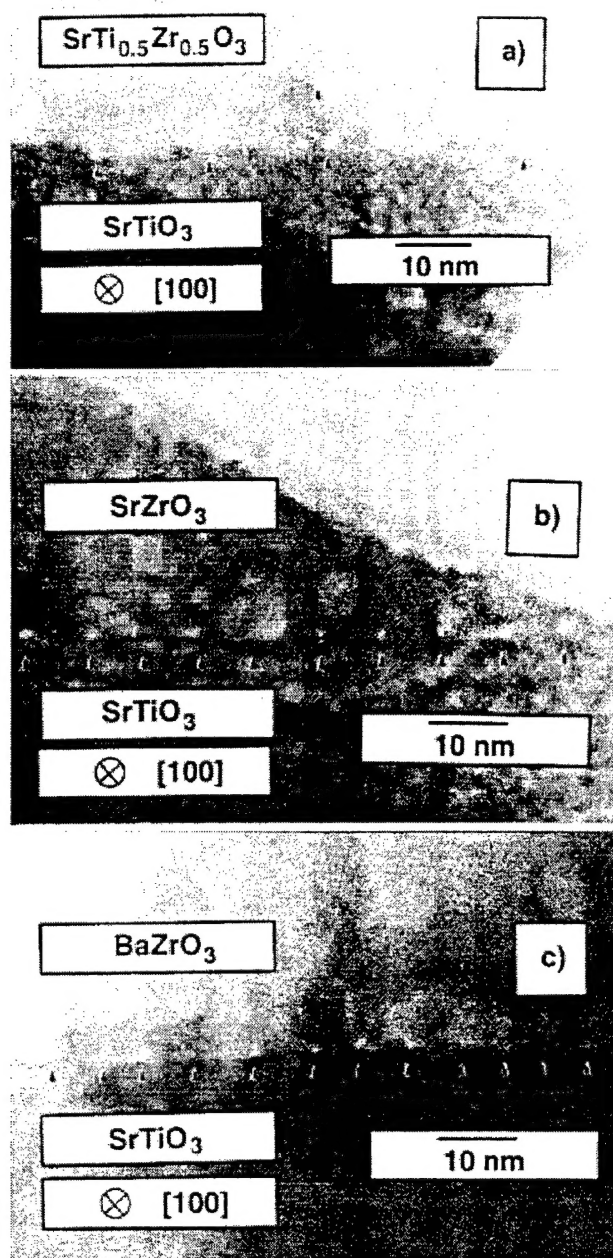 SrTi₀.₅Zr₀.₅O₃
a)
SrTiO₃
10 nm
⊗ [100]
SrZrO₃
b)
SrTiO₃
10 nm
⊗ [100]
BaZrO₃
c)
SrTiO₃
10 nm
⊗ [100]